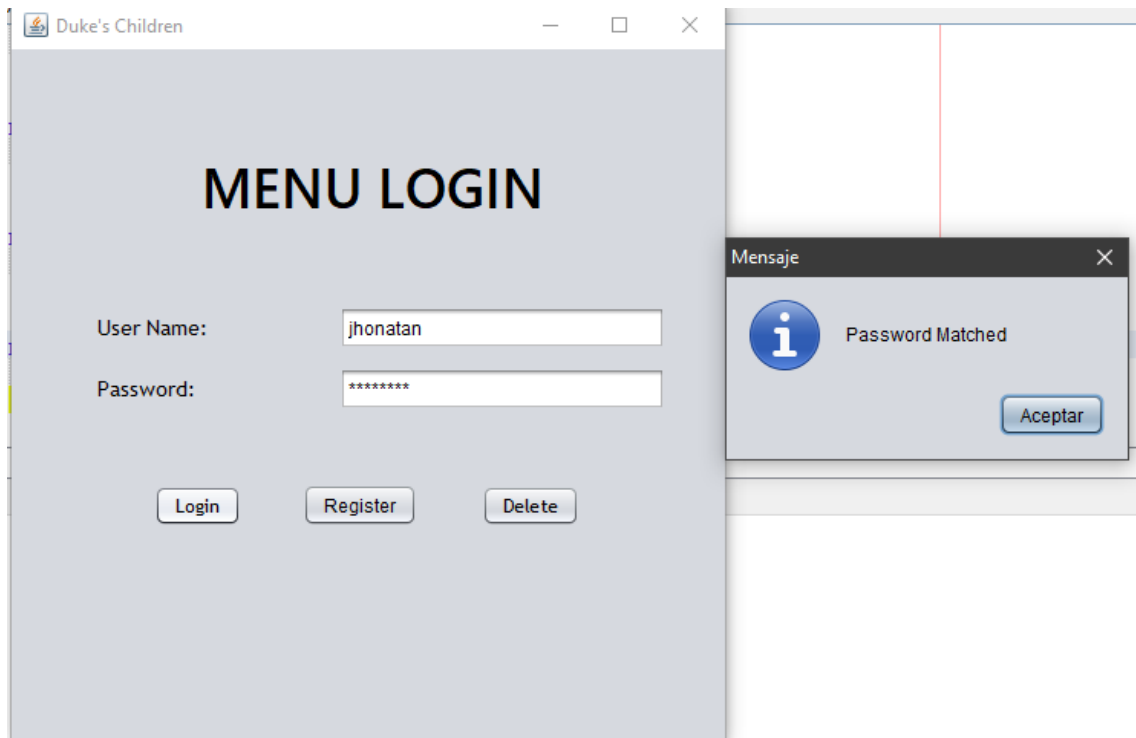 Duke's Children
MENU LOGIN
Mensaje
User Name:
jhonatan
Password Matched
Password:
********
Aceptar
Login
Register
Delete